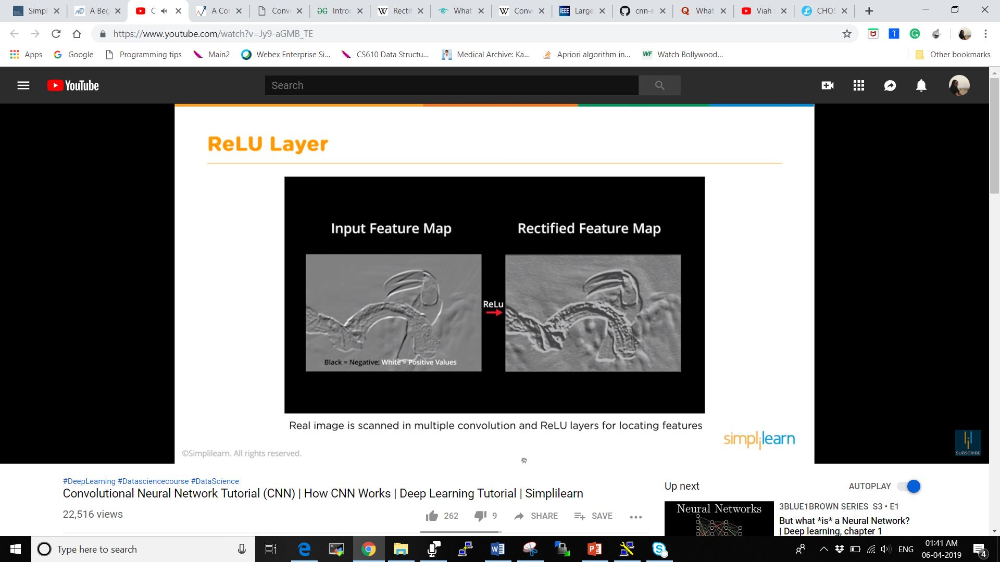 Simpl
A Beg
C
A Cor
Conv
Introd
Rectif
What
Conv
IEEE
Large
cnn-i
What
Viah
CHOS
https://www.youtube.com/watch?v=Jy9-aGMB_TE
Apps
Google
Programming tips
Main2
Webex Enterprise Si...
CS610 Data Structu...
Medical Archive: Ka...
Apriori algorithm in...
WF Watch Bollywood...
Other bookmarks
YouTube
Search
ReLU Layer
Input Feature Map
Rectified Feature Map
ReLu
Black = Negative; White = Positive Values
Real image is scanned in multiple convolution and ReLU layers for locating features
simplilearn
©Simplilearn. All rights reserved.
SUBSCRIBE
#DeepLearning #Datasciencecourse #DataScience
Convolutional Neural Network Tutorial (CNN) | How CNN Works | Deep Learning Tutorial | Simplilearn
22,516 views
262
9
SHARE
SAVE
Up next
AUTOPLAY
Neural Networks
3BLUE1BROWN SERIES S3 • E1
But what *is* a Neural Network?
| Deep learning, chapter 1
Type here to search
ENG
01:41 AM
06-04-2019
4